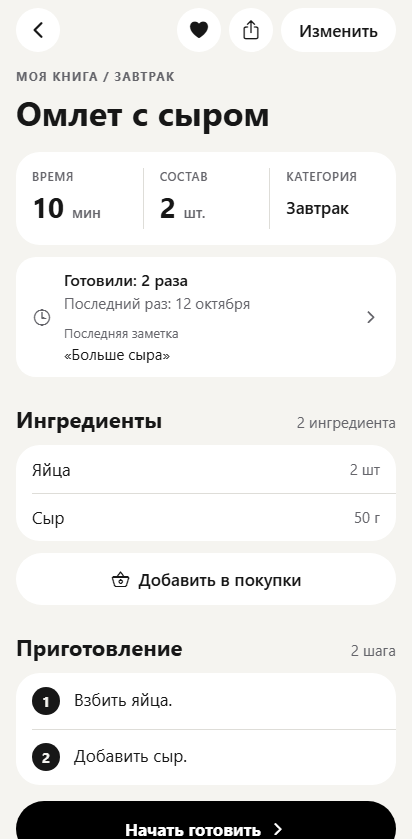 Изменить
МОЯ КНИГА / ЗАВТРАК
Омлет с сыром
ВРЕМЯ
10 мин
СОСТАВ
2 шт.
КАТЕГОРИЯ
Завтрак
Готовили: 2 раза
Последний раз: 12 октября
Последняя заметка
«Больше сыра»
Ингредиенты
2 ингредиента
Яйца
2 шт
Сыр
50 г
Добавить в покупки
Приготовление
2 шага
1 Взбить яйца.
2 Добавить сыр.
Начать готовить